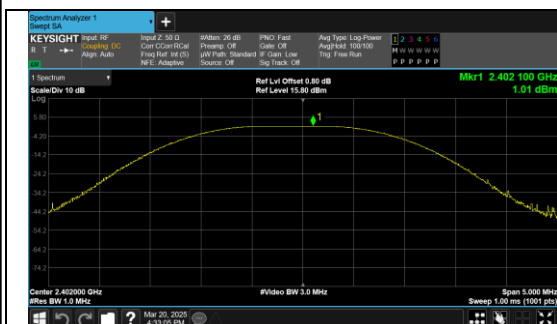 Spectrum Analyzer 1
Swept SA
KEYSIGHT
R T
Input: RF
Coupling: DC
Align: Auto
Input Z: 50 Ω
Corr CCorr RCal
Freq Ref: Int (S)
NFE: Adaptive
#Atten: 26 dB
Preamp: Off
µW Path: Standard
Source: Off
PNO: Fast
Gate: Off
IF Gain: Low
Sig Track: Off
Avg Type: Log-Power
Avg|Hold: 100/100
Trig: Free Run
1 2 3 4 5 6
M W W W W W
P P P P P P
1 Spectrum
Scale/Div 10 dB
Log
Ref Lvl Offset 0.80 dB
Ref Level 15.80 dBm
Mkr1 2.402 100 GHz
1.01 dBm
1
5.80
-4.20
-14.2
-24.2
-34.2
-44.2
-54.2
-64.2
-74.2
Center 2.402000 GHz
#Res BW 1.0 MHz
#Video BW 3.0 MHz
Span 5.000 MHz
Sweep 1.00 ms (1001 pts)
?
Mar 20, 2025
4:33:05 PM